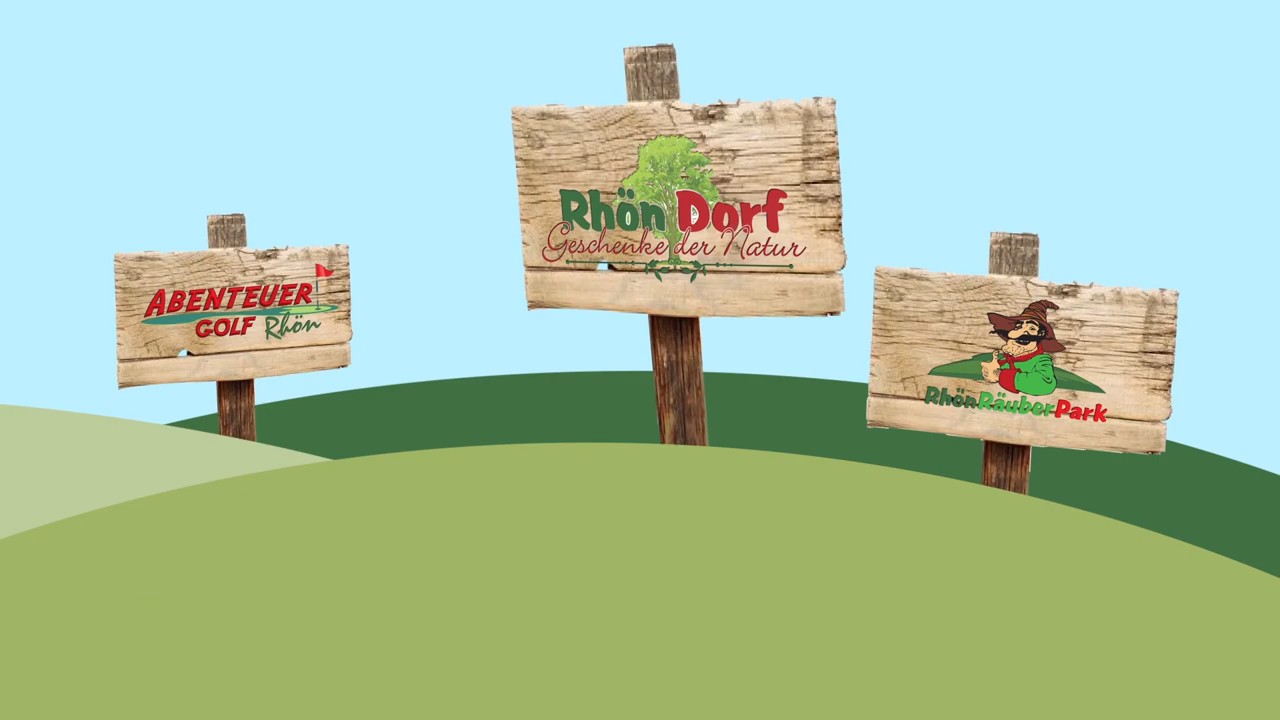 ABENTEUER
GOLF Rhön
Rhön Dorf
Geschenke der Natur
RhönRäuberPark